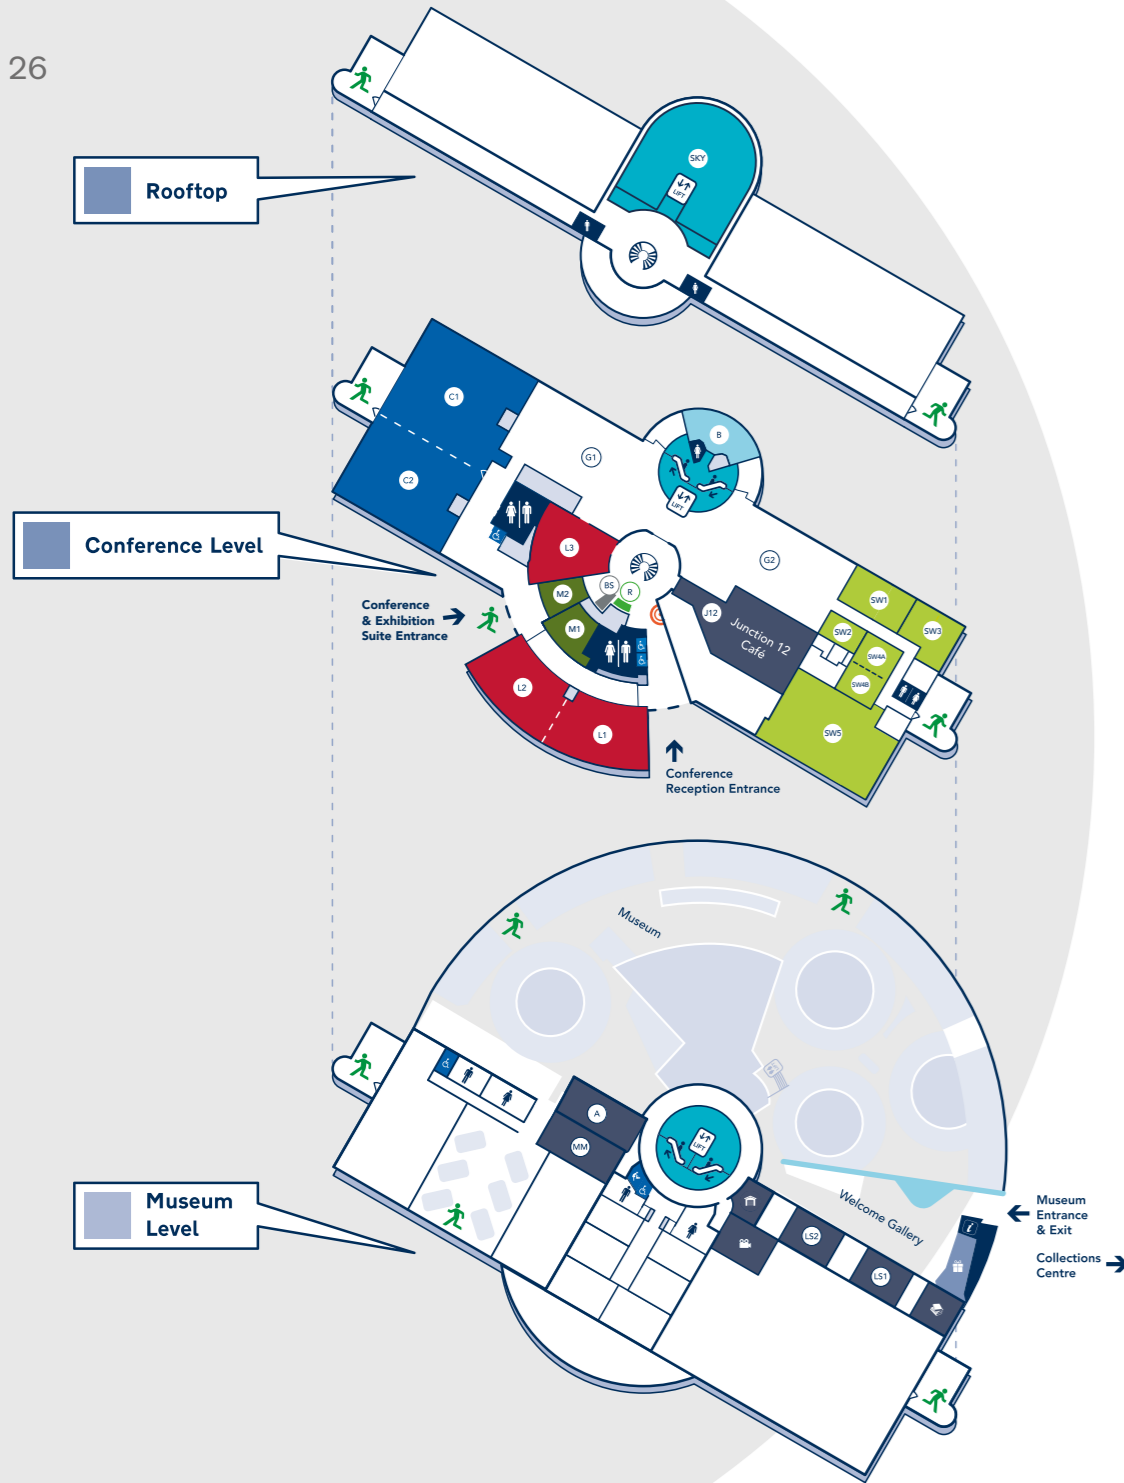 26
SKY
LIFT
Rooftop
C1
B
G1
C2
LIFT
Conference Level
L3
G2
BS
R
M2
SW1
Conference
& Exhibition
Suite Entrance
J12
Junction 12
Café
M1
SW2
SW3
SW4A
SW4B
L2
L1
SW5
Conference
Reception Entrance
Museum
A
MM
LIFT
Museum
Level
Welcome Gallery
Museum
Entrance
& Exit
LS2
i
Collections
Centre
LS1